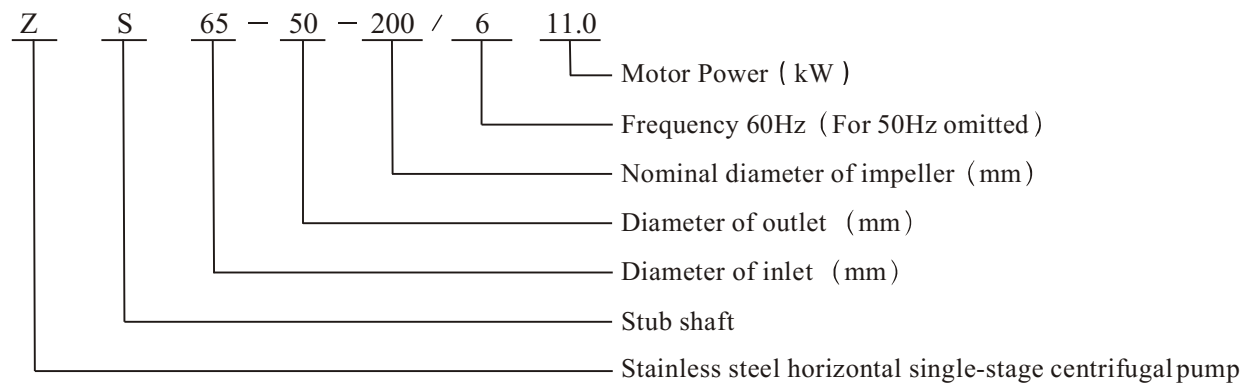 Z S 65 - 50 - 200 / 6 11.0
Motor Power (kW)
Frequency 60Hz (For 50Hz omitted)
Nominal diameter of impeller (mm)
Diameter of outlet (mm)
Diameter of inlet (mm)
Stub shaft
Stainless steel horizontal single-stage centrifugal pump